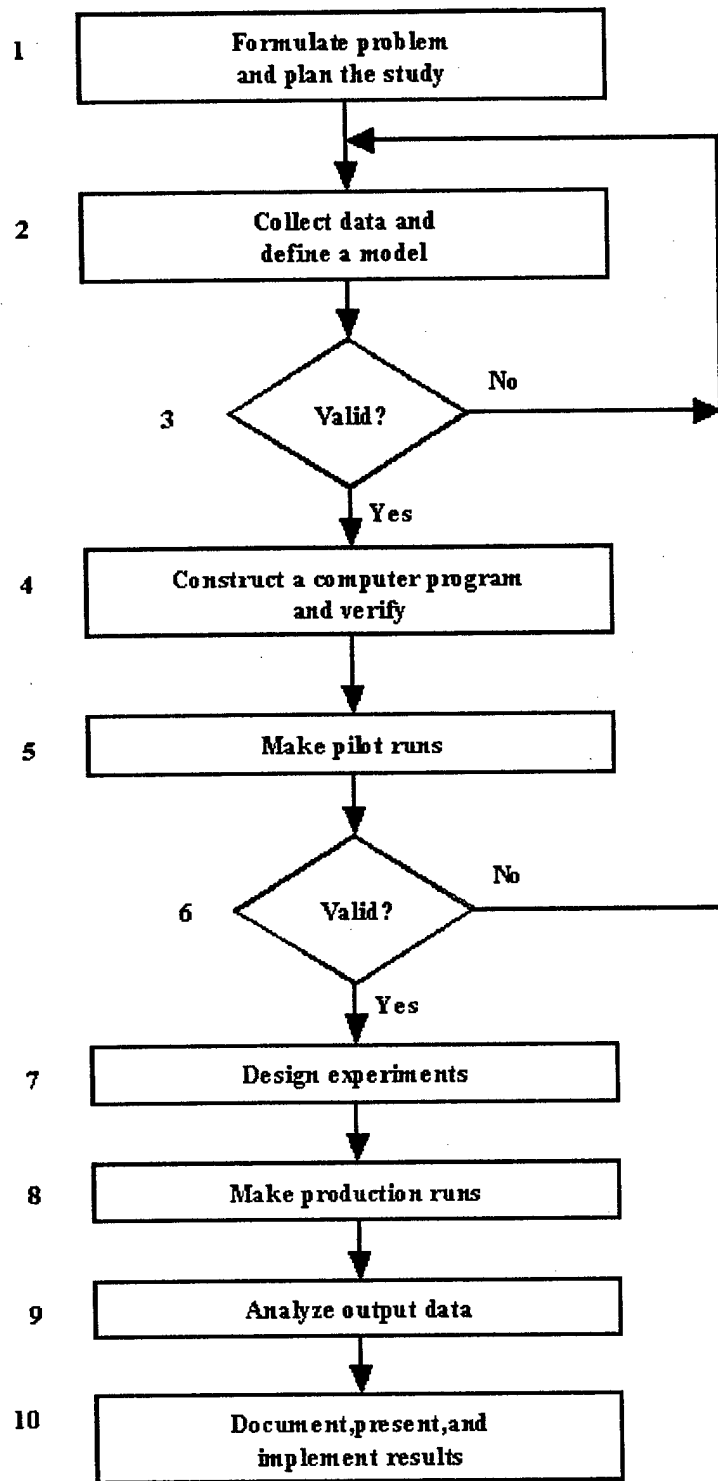 1
Formulate problem
and plan the study
2
Collect data and
define a model
3
Valid?
No
Yes
4
Construct a computer program
and verify
5
Make pilot runs
6
Valid?
No
Yes
7
Design experiments
8
Make production runs
9
Analyze output data
10
Document,present,and
implement results